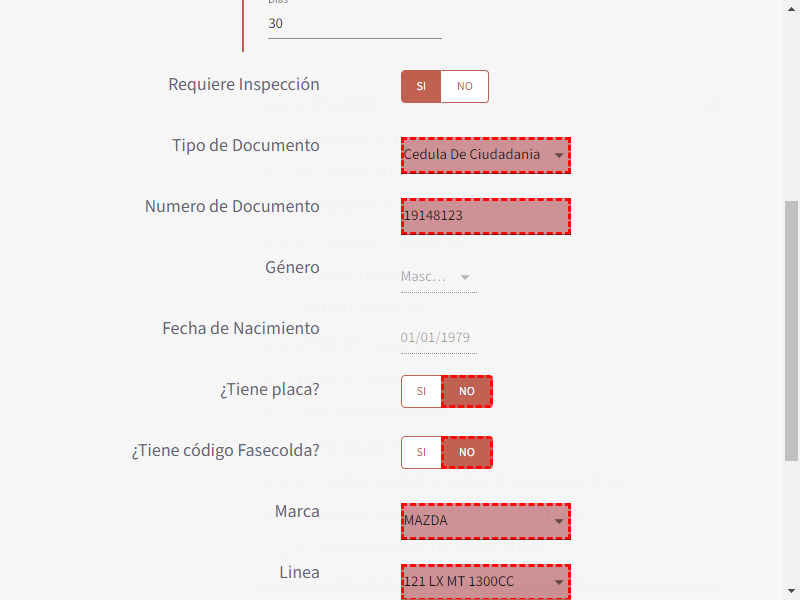 Dias
30
Requiere Inspección SI NO
Tipo de Documento Cedula De Ciudadania
Numero de Documento 19148123
Género Masc...
Fecha de Nacimiento 01/01/1979
¿Tiene placa? SI NO
¿Tiene código Fasecolda? SI NO
Marca MAZDA
Linea 121 LX MT 1300CC